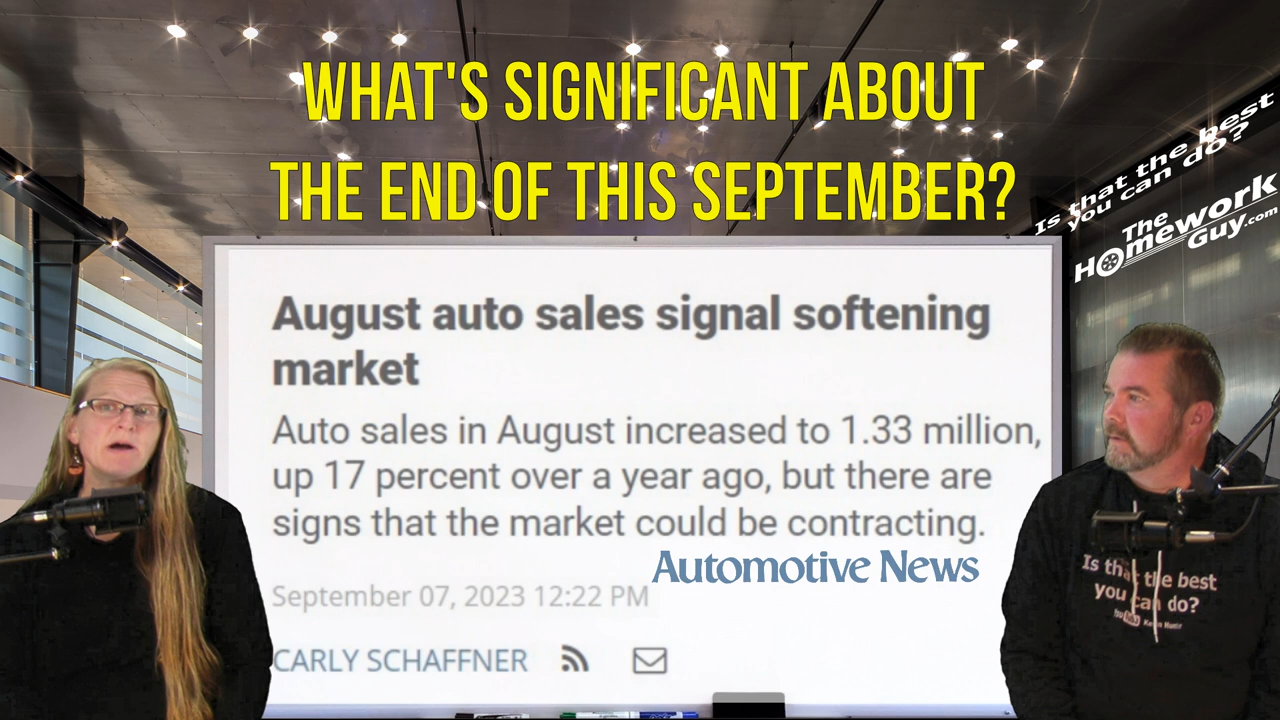 WHAT'S SIGNIFICANT ABOUT
THE END OF THIS SEPTEMBER?
Is that the best
you can do?
The
Homework
Guy.com
August auto sales signal softening
market
Auto sales in August increased to 1.33 million,
up 17 percent over a year ago, but there are
signs that the market could be contracting.
Automotive News
September 07, 2023 12:22 PM
CARLY SCHAFFNER
Is that the best
you can do?